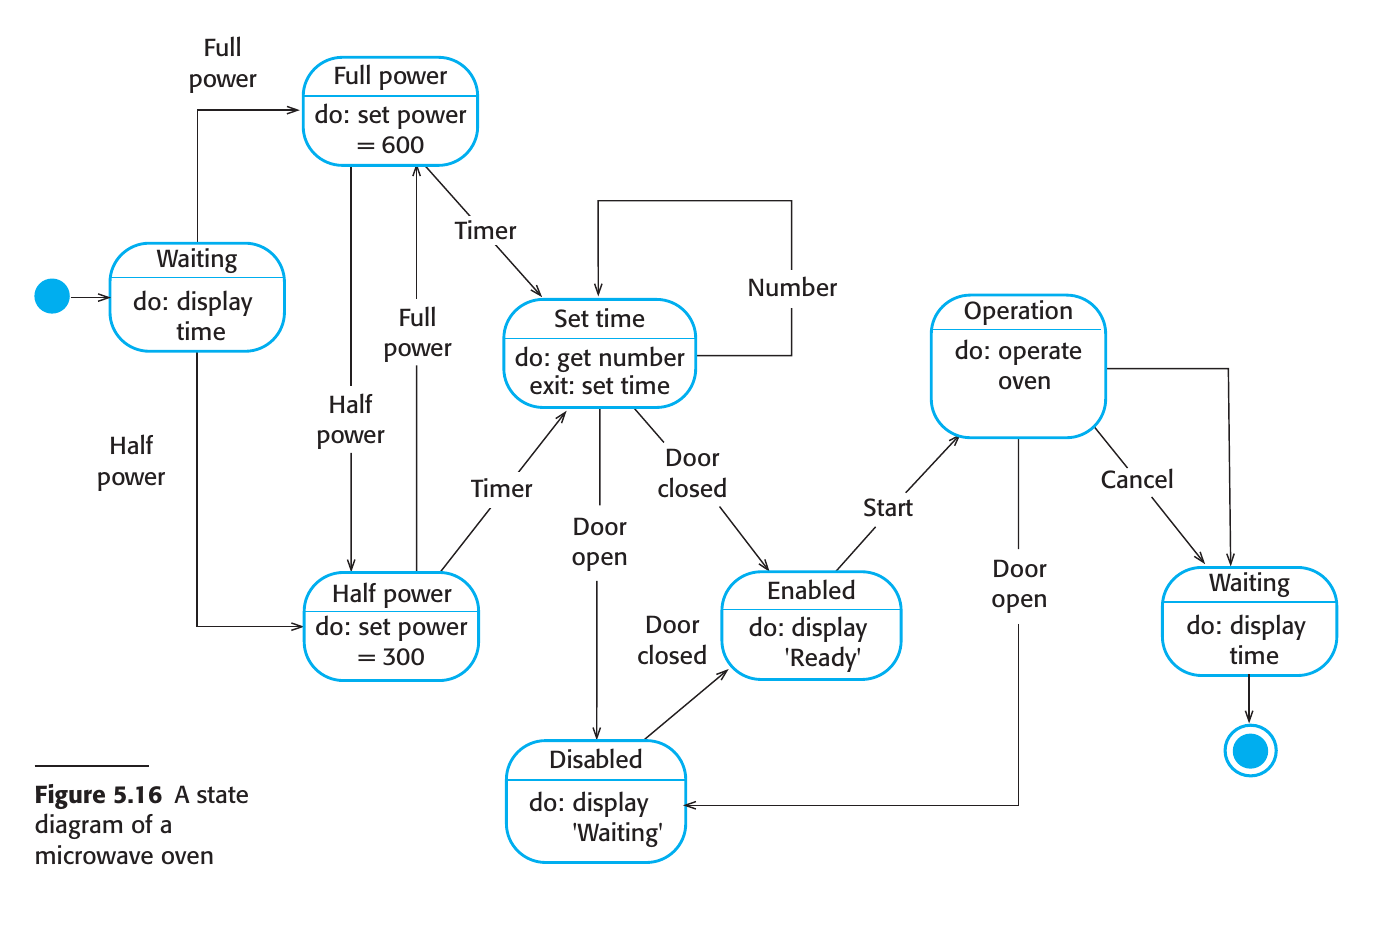 Full
power
Full power
do: set power
= 600
Timer
Number
Waiting
do: display
time
Full
power
Set time
do: get number
exit: set time
Operation
do: operate
oven
Half
power
Half
power
Timer
Door
closed
Door
open
Start
Cancel
Door
open
Half power
do: set power
= 300
Enabled
do: display
'Ready'
Door
closed
Waiting
do: display
time
Disabled
do: display
'Waiting'
Figure 5.16 A state
diagram of a
microwave oven